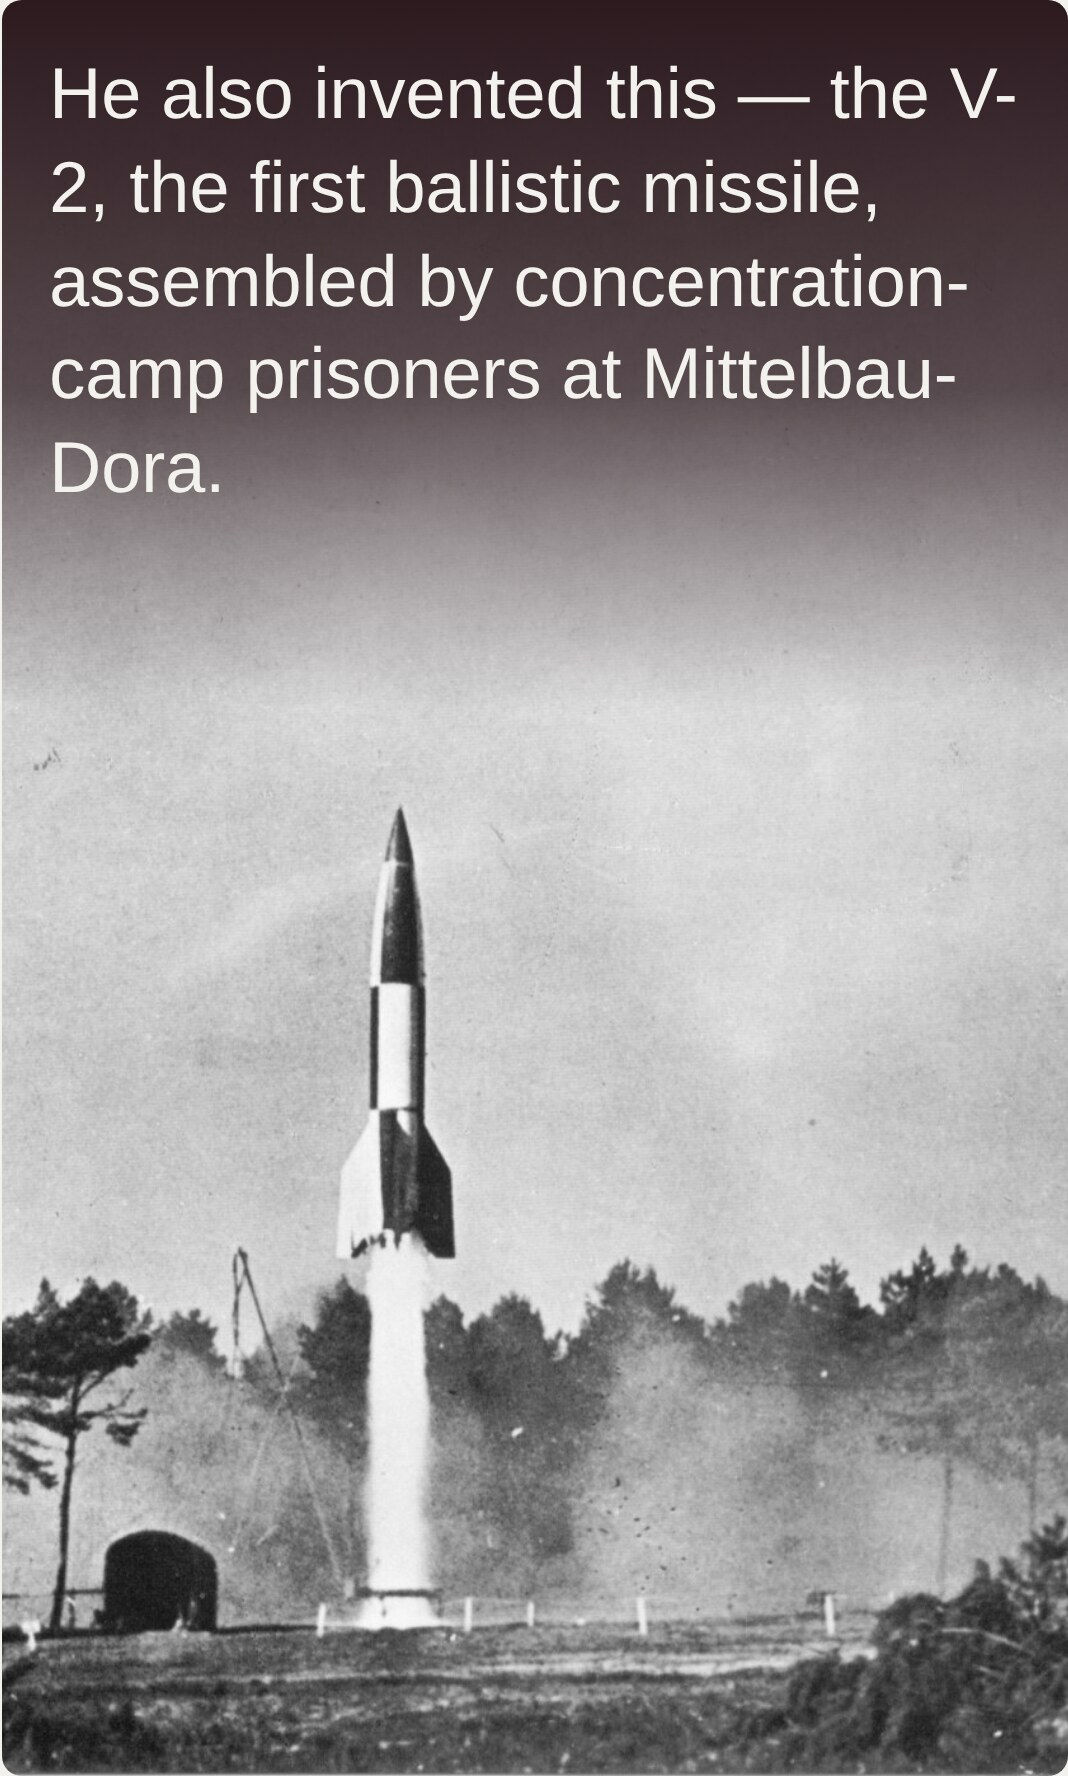 He also invented this — the V-
2, the first ballistic missile,
assembled by concentration-
camp prisoners at Mittelbau-
Dora.